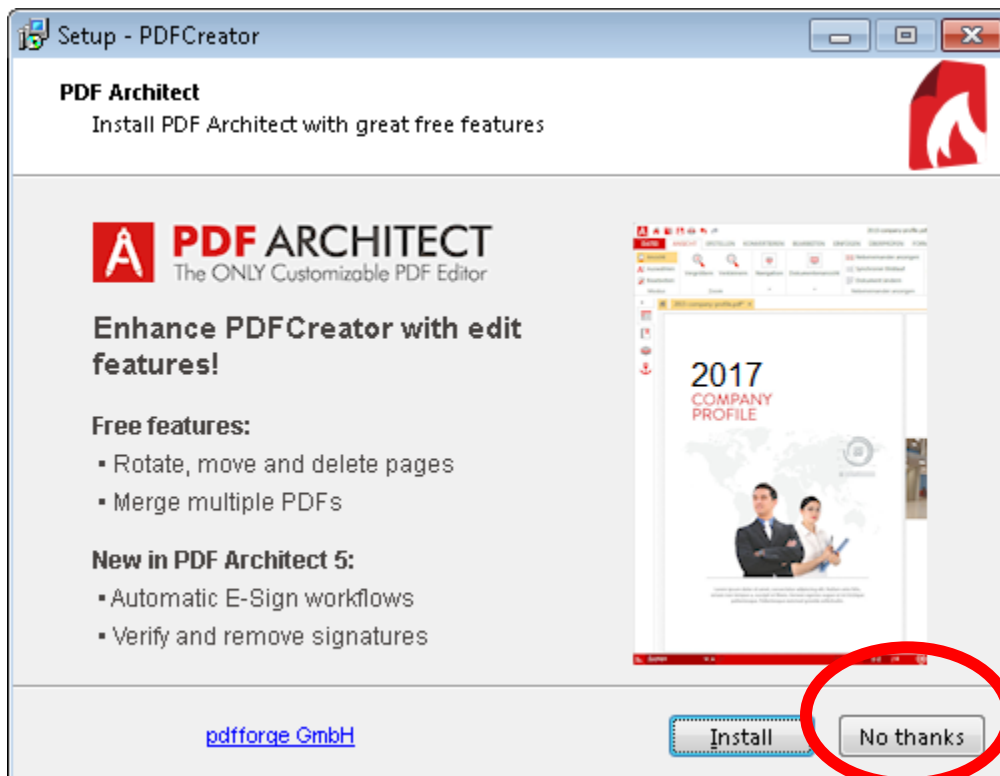 Setup - PDFCreator
PDF Architect
Install PDF Architect with great free features
PDF ARCHITECT
The ONLY Customizable PDF Editor
Enhance PDFCreator with edit
features!
Free features:
▪ Rotate, move and delete pages
▪ Merge multiple PDFs
New in PDF Architect 5:
▪ Automatic E-Sign workflows
▪ Verify and remove signatures
2017
COMPANY
PROFILE
pdfforge GmbH
Install
No thanks